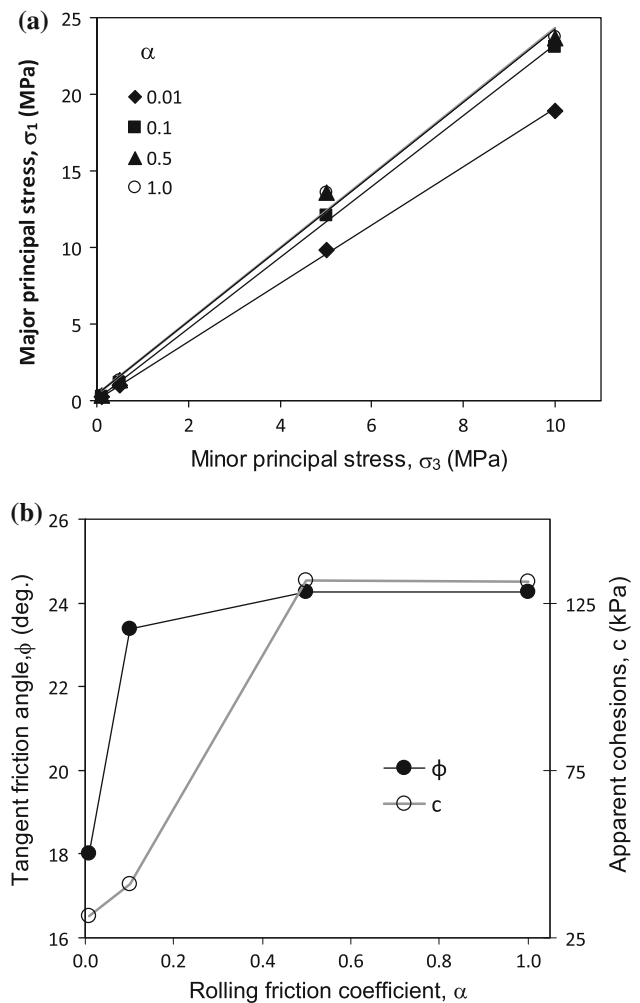 (a)
25
20
15
10
5
0
Major principal stress, σ1 (MPa)
α
0.01
0.1
0.5
1.0
0 2 4 6 8 10
Minor principal stress, σ3 (MPa)
(b)
26
24
22
20
18
16
Tangent friction angle,ϕ (deg.)
125
75
25
Apparent cohesions, c (kPa)
ϕ
c
0.0 0.2 0.4 0.6 0.8 1.0
Rolling friction coefficient, α